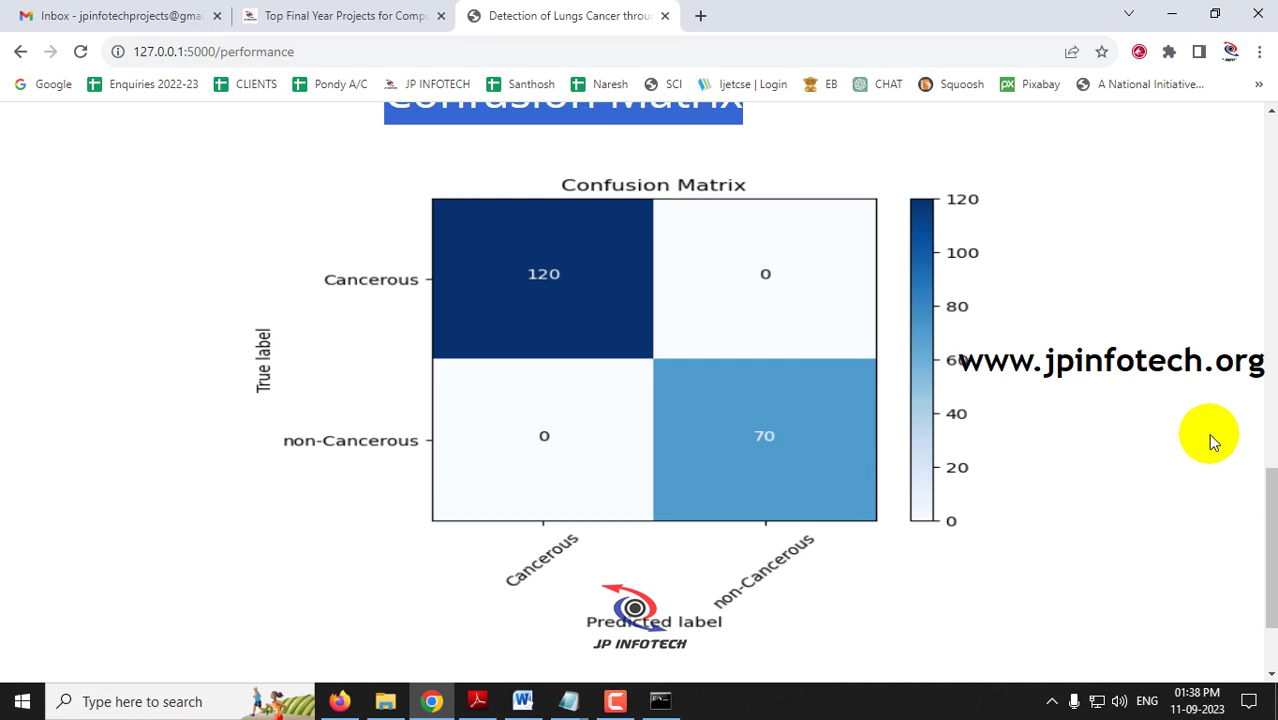 Inbox - jpinfotechprojects@gmai
Top Final Year Projects for Compu
Detection of Lungs Cancer throu
127.0.0.1:5000/performance
Google
Enquiries 2022-23
CLIENTS
Pondy A/C
JP INFOTECH
Santhosh
Naresh
SCI
Ijetcse | Login
EB
CHAT
Squoosh
Pixabay
A National Initiative...
»
Confusion Matrix
Confusion Matrix
120
0
0
70
Cancerous
non-Cancerous
True label
Cancerous
non-Cancerous
Predicted label
120
100
80
60
40
20
0
www.jpinfotech.org
JP INFOTECH
Type here to search
ENG
01:38 PM
11-09-2023